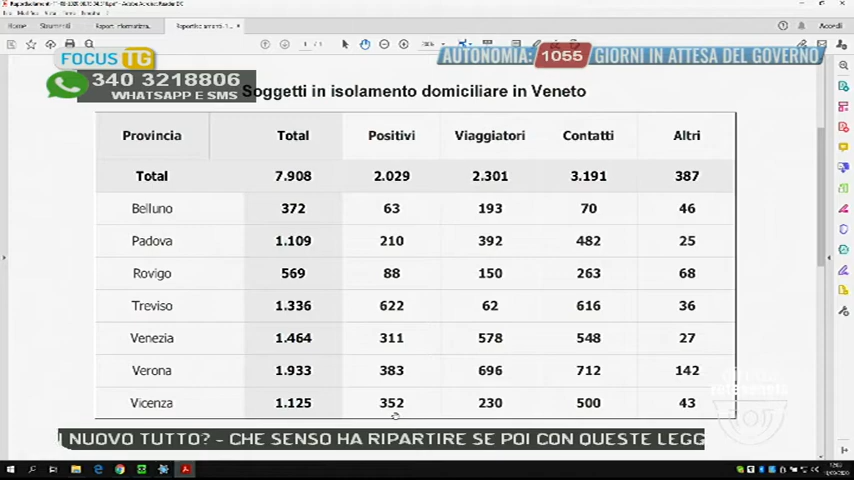 Home Strumenti
Accedi
FOCUS TG
340 3218806
WHATSAPP E SMS
AUTONOMIA: 1055 GIORNI IN ATTESA DEL GOVERNO
Soggetti in isolamento domiciliare in Veneto
Provincia Total Positivi Viaggiatori Contatti Altri
Total 7.908 2.029 2.301 3.191 387
Belluno 372 63 193 70 46
Padova 1.109 210 392 482 25
Rovigo 569 88 150 263 68
Treviso 1.336 622 62 616 36
Venezia 1.464 311 578 548 27
Verona 1.933 383 696 712 142
Vicenza 1.125 352 230 500 43
reteveneta
NUOVO TUTTO? - CHE SENSO HA RIPARTIRE SE POI CON QUESTE LEGG